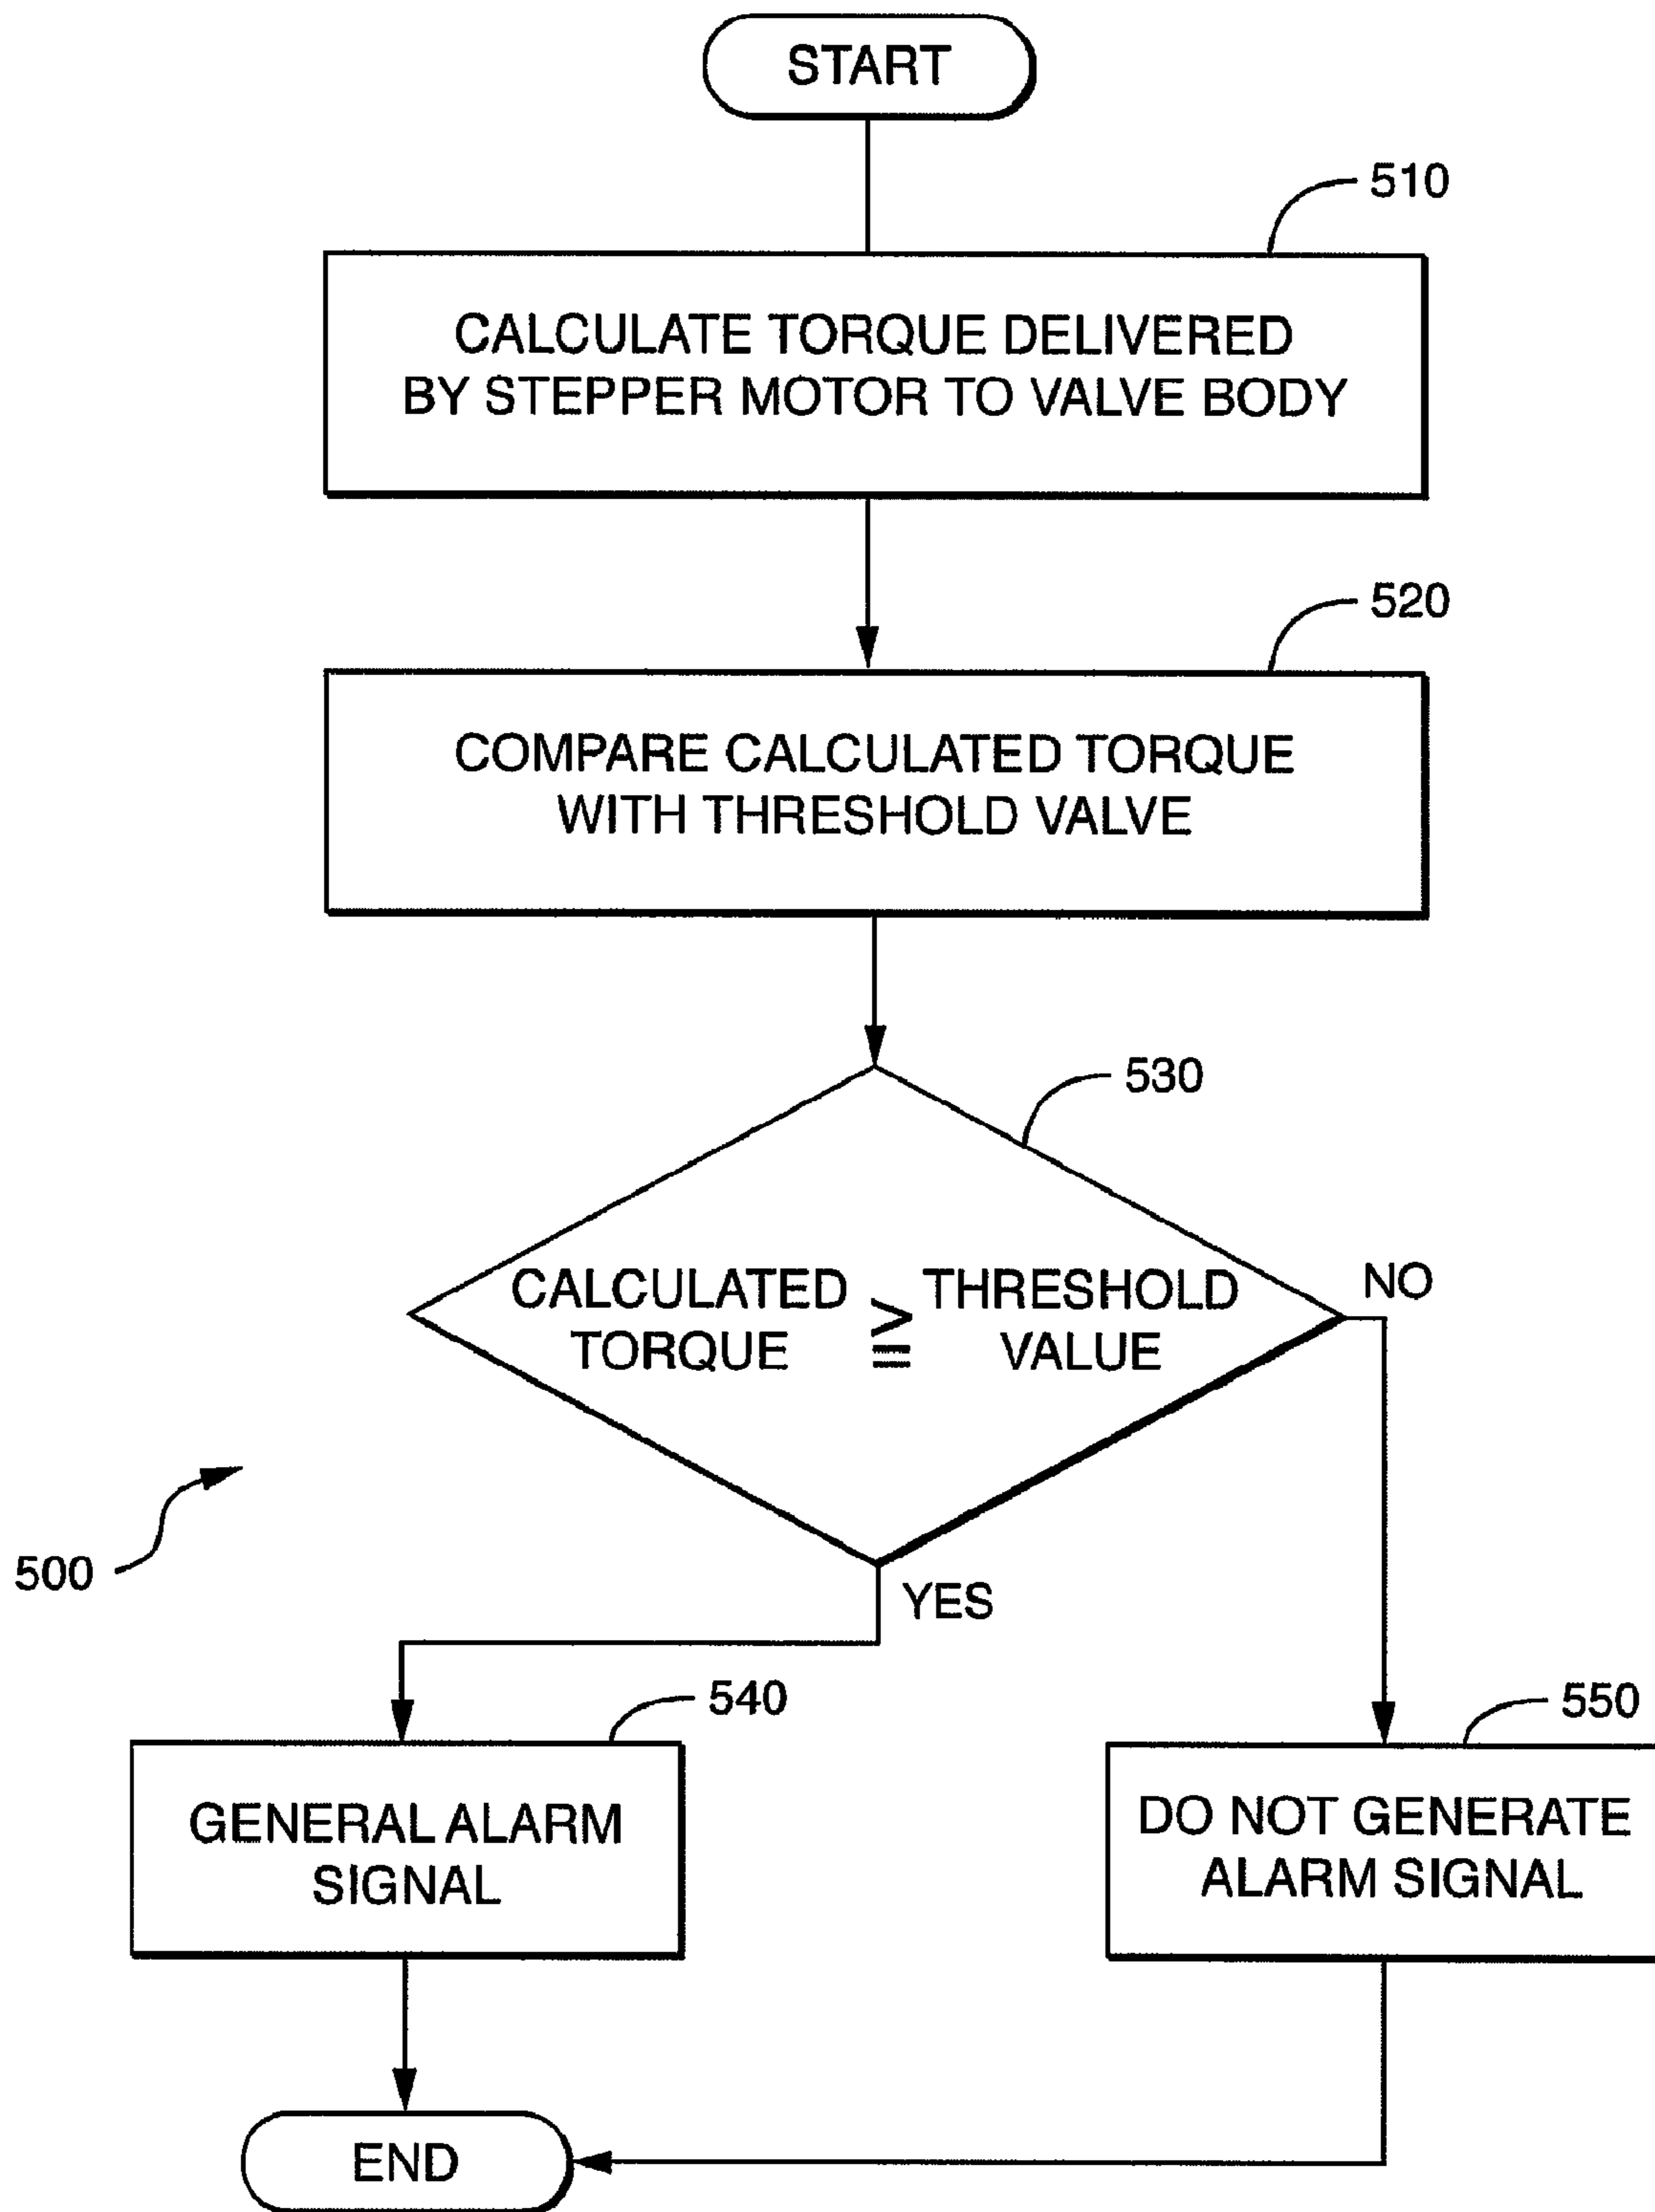 START
510
CALCULATE TORQUE DELIVERED
BY STEPPER MOTOR TO VALVE BODY
520
COMPARE CALCULATED TORQUE
WITH THRESHOLD VALVE
530
CALCULATED TORQUE ≧ THRESHOLD VALUE
NO
500
YES
540
GENERAL ALARM
SIGNAL
550
DO NOT GENERATE
ALARM SIGNAL
END